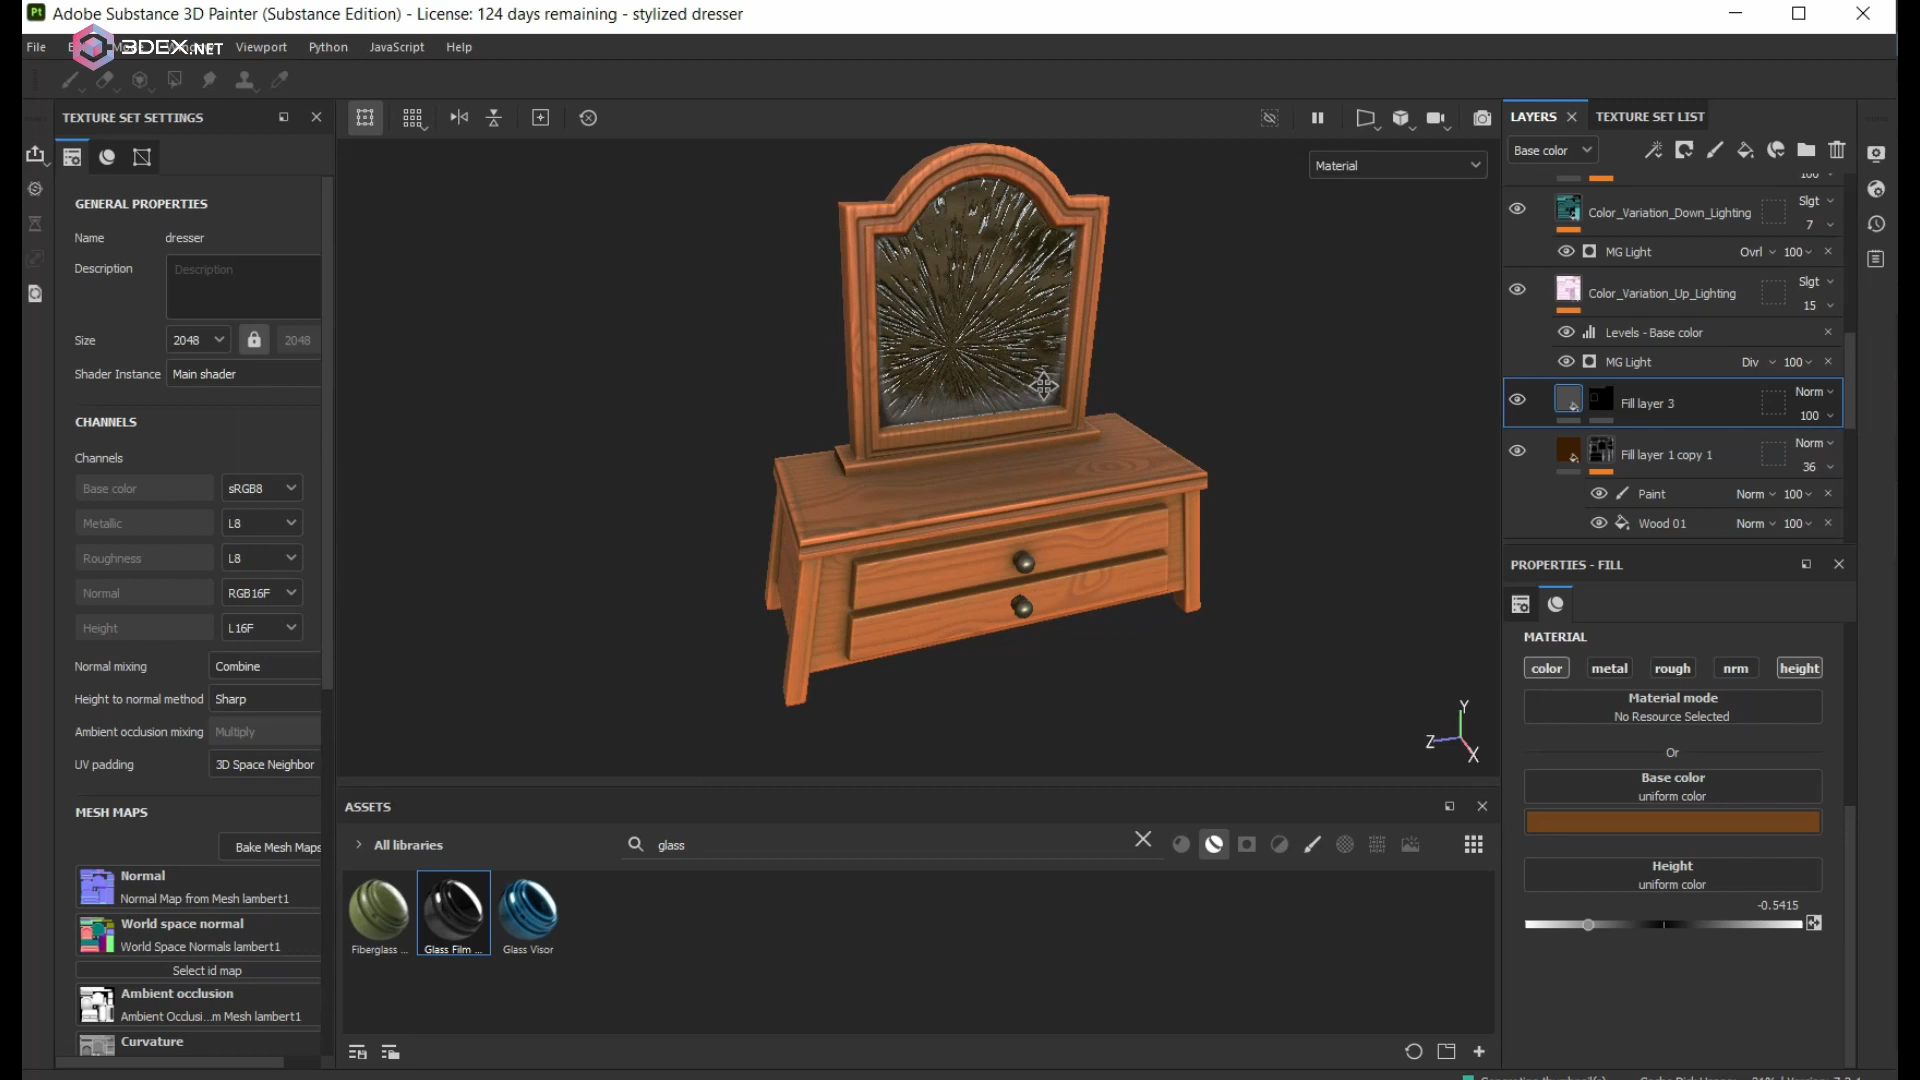 Adobe Substance 3D Painter (Substance Edition) - License: 124 days remaining - stylized dresser
File
3DEX.NET
Viewport
Python
JavaScript
Help
TEXTURE SET SETTINGS
GENERAL PROPERTIES
Name dresser
Description Description
Size 2048 2048
Shader Instance Main shader
CHANNELS
Channels
Base color sRGB8
Metallic L8
Roughness L8
Normal RGB16F
Height L16F
Normal mixing Combine
Height to normal method Sharp
Ambient occlusion mixing Multiply
UV padding 3D Space Neighbor
MESH MAPS
Bake Mesh Maps
Normal
Normal Map from Mesh lambert1
World space normal
World Space Normals lambert1
Select id map
Ambient occlusion
Ambient Occlusi...m Mesh lambert1
Curvature
Material
Y
Z
X
ASSETS
All libraries
glass
Fiberglass ...
Glass Film ...
Glass Visor
LAYERS
TEXTURE SET LIST
Base color
100
Color_Variation_Down_Lighting Slgt
7
MG Light Ovrl 100
Color_Variation_Up_Lighting Slgt
15
Levels - Base color
MG Light Div 100
Fill layer 3 Norm
100
Fill layer 1 copy 1 Norm
36
Paint Norm 100
Wood 01 Norm 100
PROPERTIES - FILL
MATERIAL
color metal rough nrm height
Material mode
No Resource Selected
Or
Base color
uniform color
Height
uniform color
-0.5415